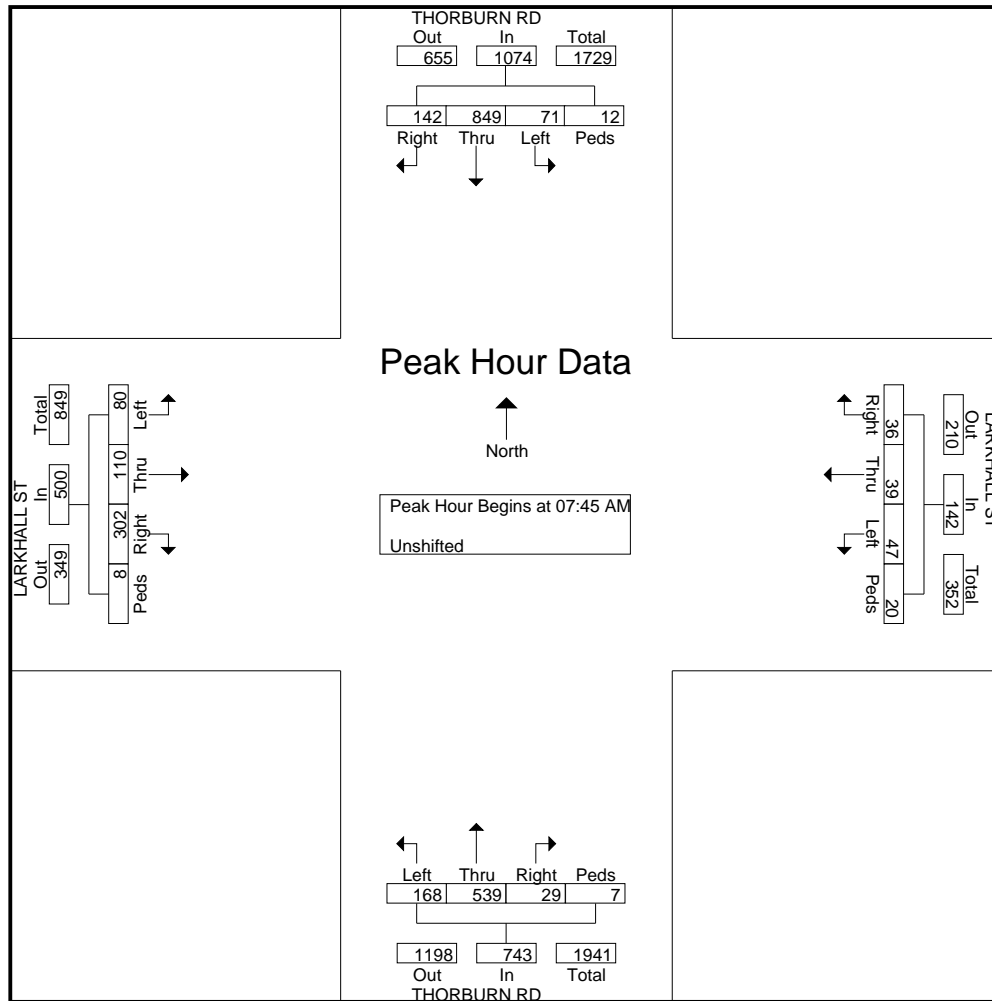 THORBURN RD
Out In Total
655 1074 1729
142 849 71 12
Right Thru Left Peds
Peak Hour Data
North
Peak Hour Begins at 07:45 AM
Unshifted
LARKHALL ST
Total In Out
849 500 349
80 110 302 8
Left Thru Right Peds
LARKHALL ST
Out In Total
210 142 352
36 39 47 20
Right Thru Left Peds
Left Thru Right Peds
168 539 29 7
1198 743 1941
Out In Total
THORBURN RD